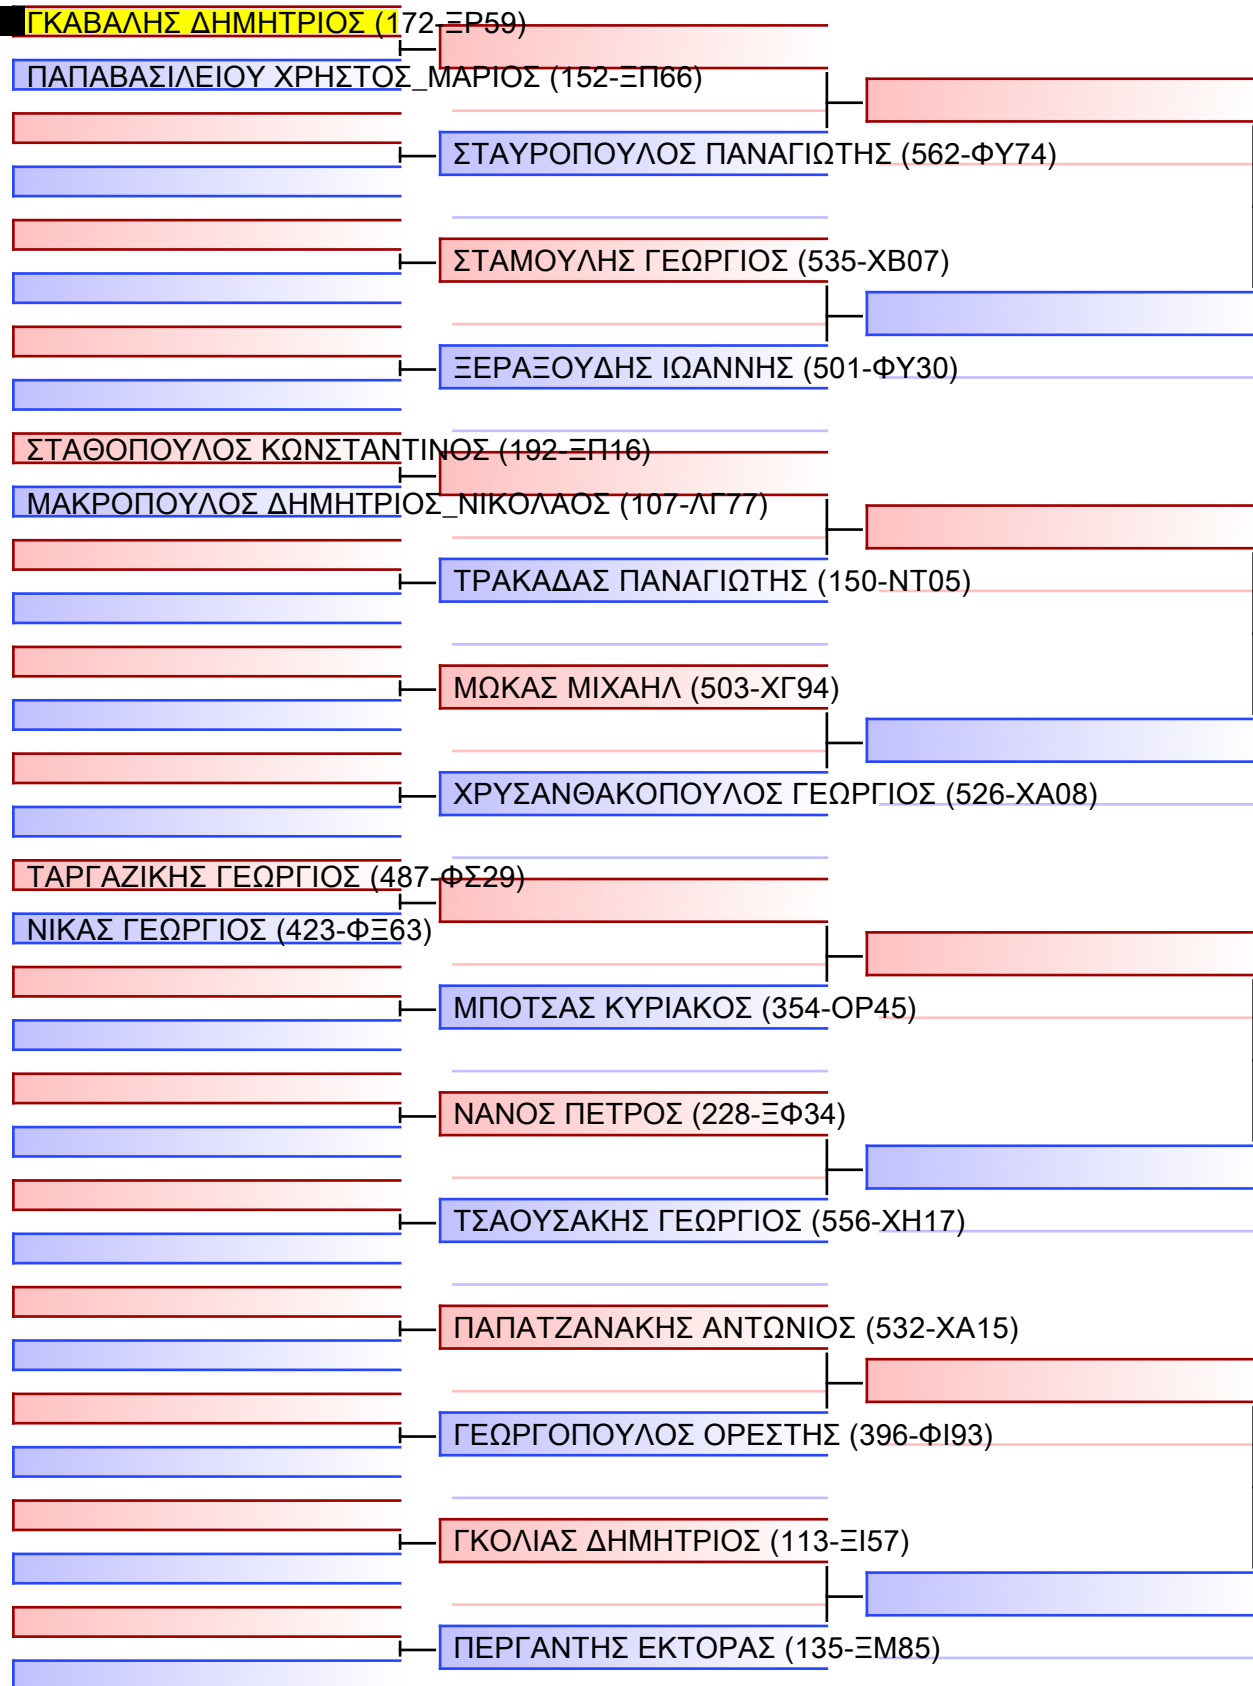 ΓΚΑΒΑΛΗΣ ΔΗΜΗΤΡΙΟΣ (172-ΞΡ59)
ΠΑΠΑΒΑΣΙΛΕΙΟΥ ΧΡΗΣΤΟΣ_ΜΑΡΙΟΣ (152-ΞΠ66)
ΣΤΑΥΡΟΠΟΥΛΟΣ ΠΑΝΑΓΙΩΤΗΣ (562-ΦΥ74)
ΣΤΑΜΟΥΛΗΣ ΓΕΩΡΓΙΟΣ (535-ΧΒ07)
ΞΕΡΑΞΟΥΔΗΣ ΙΩΑΝΝΗΣ (501-ΦΥ30)
ΣΤΑΘΟΠΟΥΛΟΣ ΚΩΝΣΤΑΝΤΙΝΟΣ (192-ΞΠ16)
ΜΑΚΡΟΠΟΥΛΟΣ ΔΗΜΗΤΡΙΟΣ_ΝΙΚΟΛΑΟΣ (107-ΛΓ77)
ΤΡΑΚΑΔΑΣ ΠΑΝΑΓΙΩΤΗΣ (150-ΝΤ05)
ΜΩΚΑΣ ΜΙΧΑΗΛ (503-ΧΓ94)
ΧΡΥΣΑΝΘΑΚΟΠΟΥΛΟΣ ΓΕΩΡΓΙΟΣ (526-ΧΑ08)
ΤΑΡΓΑΖΙΚΗΣ ΓΕΩΡΓΙΟΣ (487-ΦΣ29)
ΝΙΚΑΣ ΓΕΩΡΓΙΟΣ (423-ΦΞ63)
ΜΠΟΤΣΑΣ ΚΥΡΙΑΚΟΣ (354-ΟΡ45)
ΝΑΝΟΣ ΠΕΤΡΟΣ (228-ΞΦ34)
ΤΣΑΟΥΣΑΚΗΣ ΓΕΩΡΓΙΟΣ (556-ΧΗ17)
ΠΑΠΑΤΖΑΝΑΚΗΣ ΑΝΤΩΝΙΟΣ (532-ΧΑ15)
ΓΕΩΡΓΟΠΟΥΛΟΣ ΟΡΕΣΤΗΣ (396-ΦΙ93)
ΓΚΟΛΙΑΣ ΔΗΜΗΤΡΙΟΣ (113-ΞΙ57)
ΠΕΡΓΑΝΤΗΣ ΕΚΤΟΡΑΣ (135-ΞΜ85)